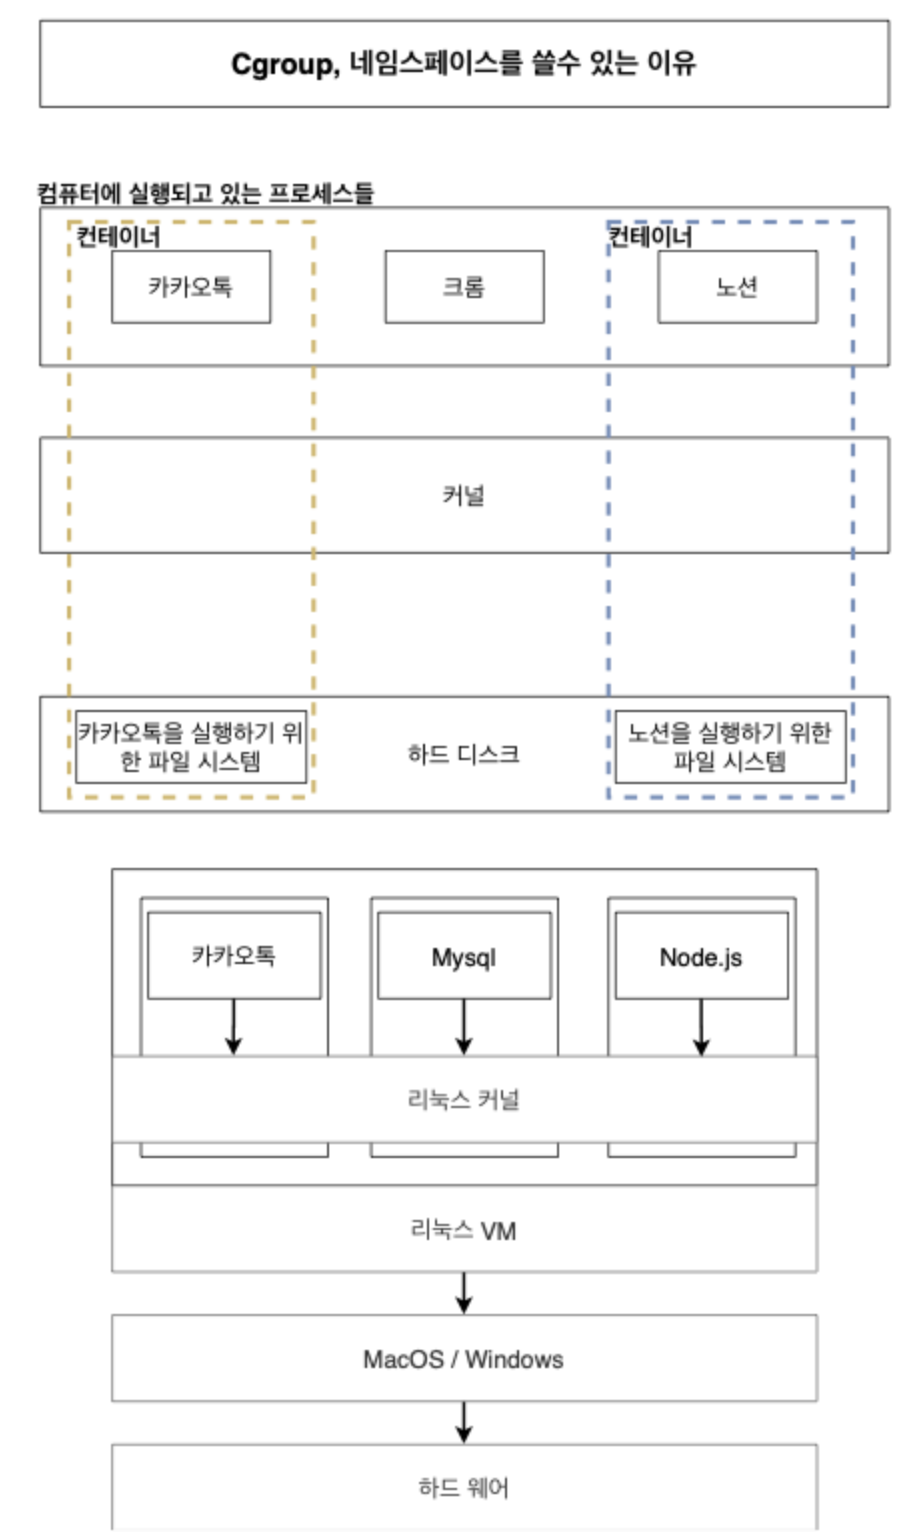 Cgroup, 네임스페이스를 쓸수 있는 이유
컴퓨터에 실행되고 있는 프로세스들
컨테이너
컨테이너
카카오톡
크롬
노션
커널
카카오톡을 실행하기 위
한 파일 시스템
하드 디스크
노션을 실행하기 위한
파일 시스템
카카오톡
Mysql
Node.js
리눅스 커널
리눅스 VM
MacOS / Windows
하드 웨어